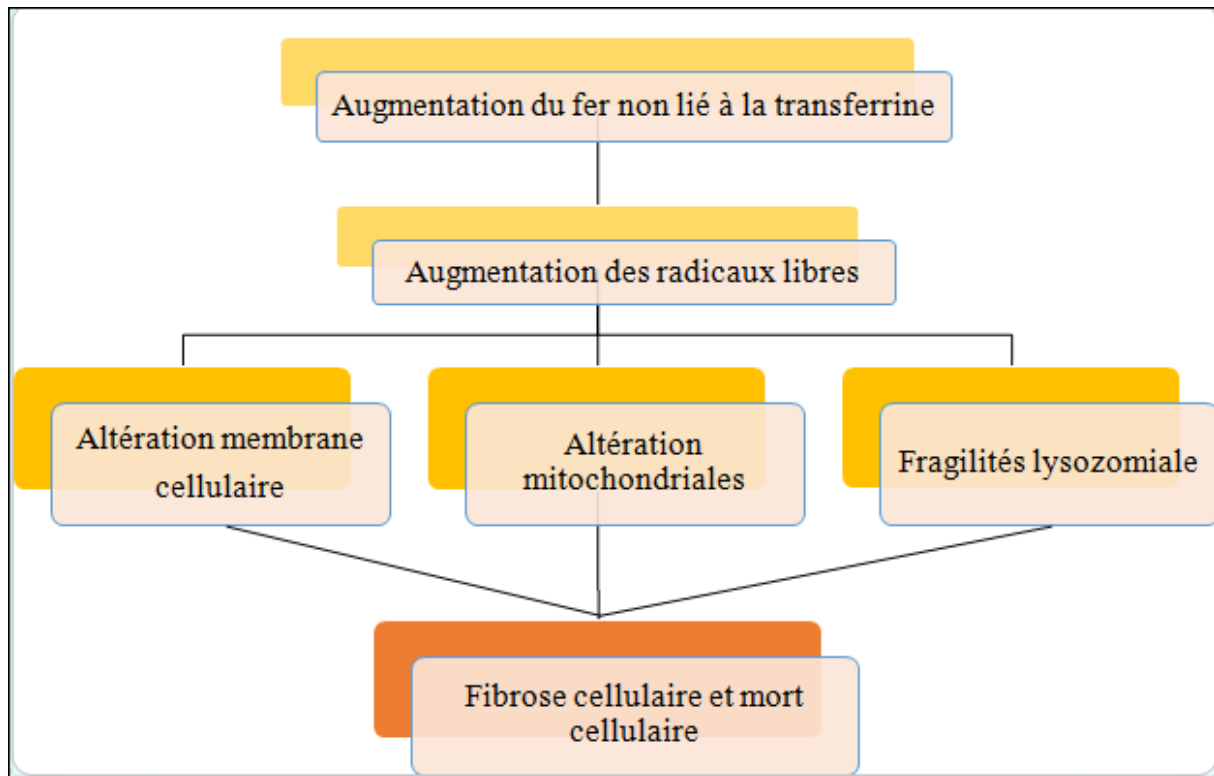 Augmentation du fer non lié à la transferrine
Augmentation des radicaux libres
Altération membrane
cellulaire
Altération
mitochondriales
Fragilités lysozomiale
Fibrose cellulaire et mort
cellulaire